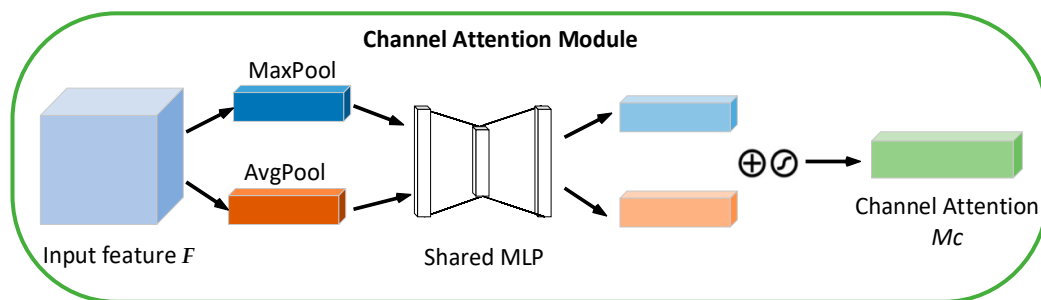 Channel Attention Module
MaxPool
AvgPool
Input feature F
Shared MLP
Channel Attention
Mc